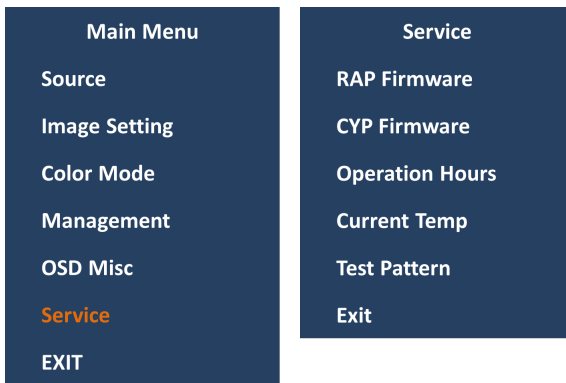 Main Menu
Source
Image Setting
Color Mode
Management
OSD Misc
Service
EXIT
Service
RAP Firmware
CYP Firmware
Operation Hours
Current Temp
Test Pattern
Exit